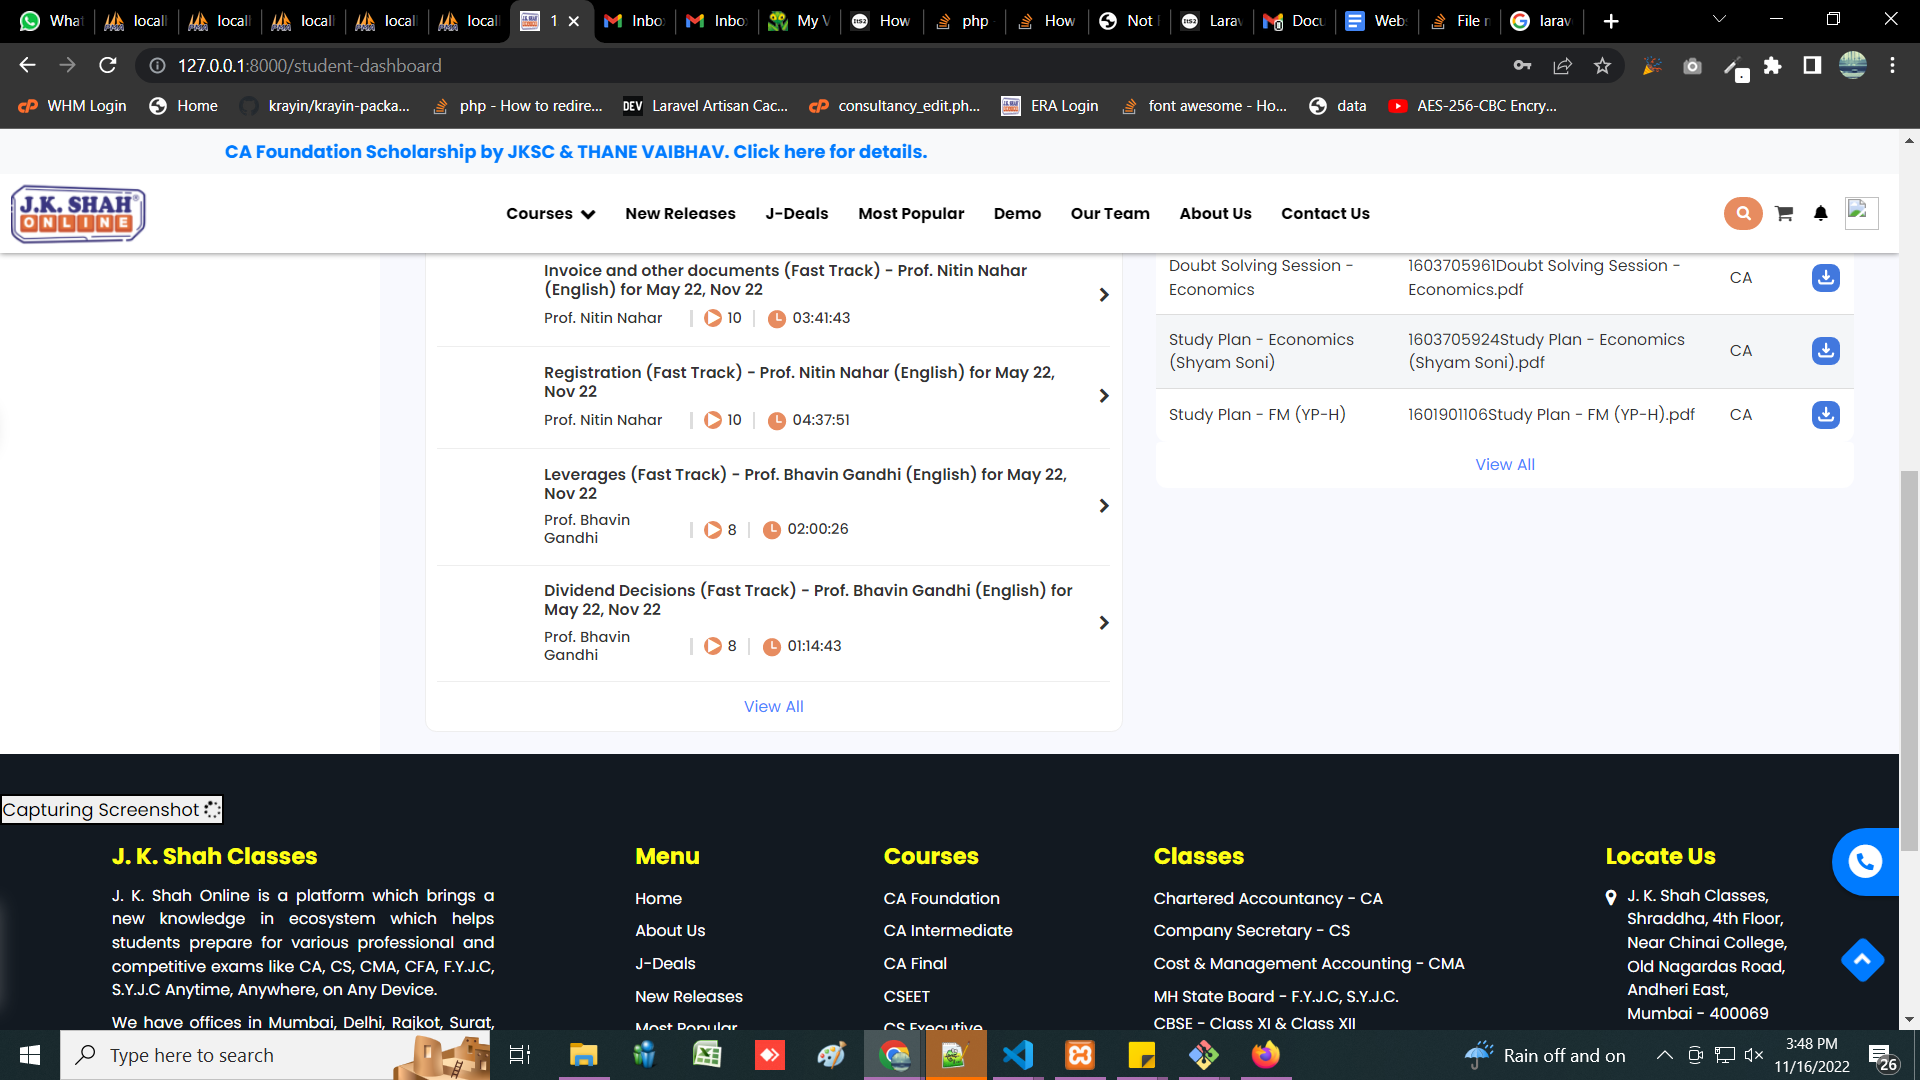 What
locall
locall
locall
locall
locall
1
Inbo
Inbo
My V
How
php
How
Not
Larav
Docu
Webs
File n
larav
127.0.0.1:8000/student-dashboard
WHM Login
Home
krayin/krayin-packa...
php - How to redire...
DEV
Laravel Artisan Cac...
consultancy_edit.ph...
ERA Login
font awesome - Ho...
data
AES-256-CBC Encry...
CA Foundation Scholarship by JKSC & THANE VAIBHAV. Click here for details.
J.K. SHAH®
ONLINE
Courses
New Releases
J-Deals
Most Popular
Demo
Our Team
About Us
Contact Us
Invoice and other documents (Fast Track) - Prof. Nitin Nahar
(English) for May 22, Nov 22
Prof. Nitin Nahar | 10 | 03:41:43
Registration (Fast Track) - Prof. Nitin Nahar (English) for May 22,
Nov 22
Prof. Nitin Nahar | 10 | 04:37:51
Leverages (Fast Track) - Prof. Bhavin Gandhi (English) for May 22,
Nov 22
Prof. Bhavin
Gandhi
| 8 | 02:00:26
Dividend Decisions (Fast Track) - Prof. Bhavin Gandhi (English) for
May 22, Nov 22
Prof. Bhavin
Gandhi
| 8 | 01:14:43
View All
Doubt Solving Session -
Economics
1603705961Doubt Solving Session -
Economics.pdf
CA
Study Plan - Economics
(Shyam Soni)
1603705924Study Plan - Economics
(Shyam Soni).pdf
CA
Study Plan - FM (YP-H)
1601901106Study Plan - FM (YP-H).pdf
CA
View All
Capturing Screenshot
J. K. Shah Classes
J. K. Shah Online is a platform which brings a
new knowledge in ecosystem which helps
students prepare for various professional and
competitive exams like CA, CS, CMA, CFA, F.Y.J.C,
S.Y.J.C Anytime, Anywhere, on Any Device.
We have offices in Mumbai, Delhi, Rajkot, Surat,
Menu
Home
About Us
J-Deals
New Releases
Most Popular
Courses
CA Foundation
CA Intermediate
CA Final
CSEET
CS Executive
Classes
Chartered Accountancy - CA
Company Secretary - CS
Cost & Management Accounting - CMA
MH State Board - F.Y.J.C, S.Y.J.C.
CBSE - Class XI & Class XII
Locate Us
J. K. Shah Classes,
Shraddha, 4th Floor,
Near Chinai College,
Old Nagardas Road,
Andheri East,
Mumbai - 400069
Type here to search
Rain off and on
3:48 PM
11/16/2022
26